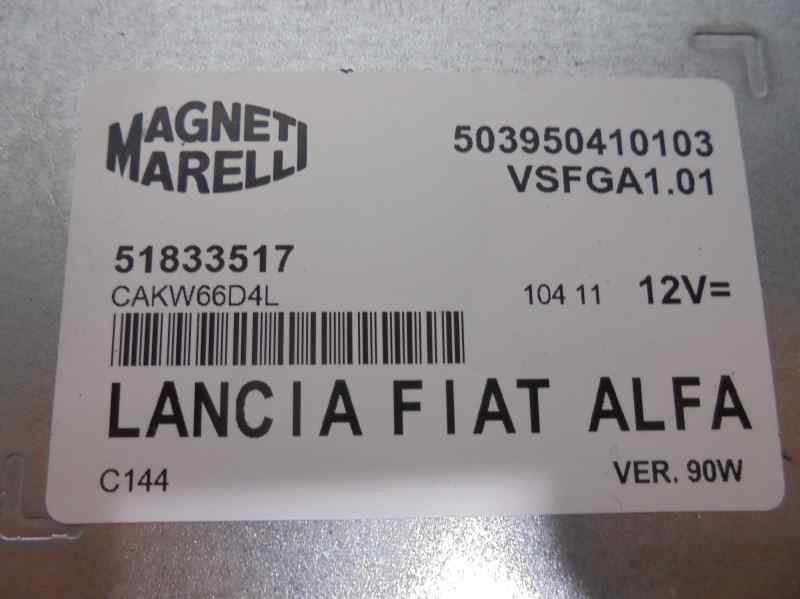 MAGNETI
MARELLI
503950410103
VSFGA1.01
51833517
CAKW66D4L
104 11 12V=
LANCIA FIAT ALFA
C144
VER. 90W